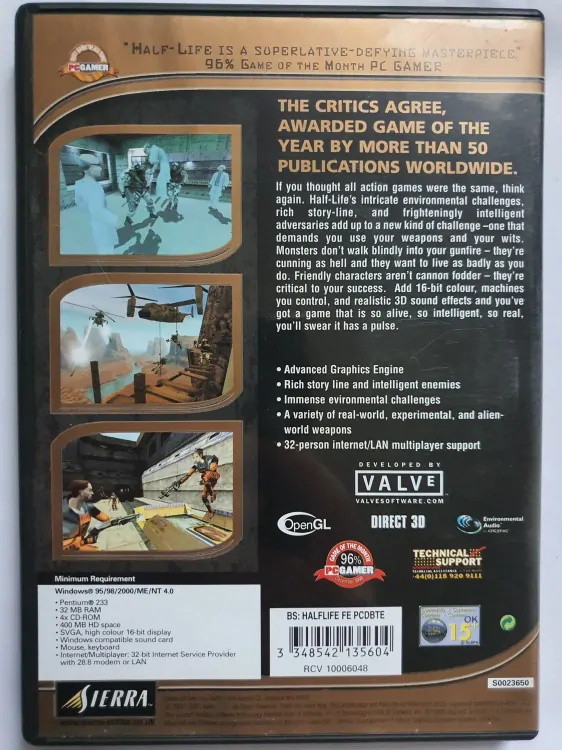 "HALF-LIFE IS A SUPERLATIVE-DEFYING MASTERPIECE"
96% GAME OF THE MONTH PC GAMER
PC GAMER
THE CRITICS AGREE,
AWARDED GAME OF THE
YEAR BY MORE THAN 50
PUBLICATIONS WORLDWIDE.
If you thought all action games were the same, think
again. Half-Life's intricate environmental challenges,
rich story-line, and frighteningly intelligent
adversaries add up to a new kind of challenge –one that
demands you use your weapons and your wits.
Monsters don't walk blindly into your gunfire – they're
cunning as hell and they want to live as badly as you
do. Friendly characters aren't cannon fodder – they're
critical to your success. Add 16-bit colour, machines
you control, and realistic 3D sound effects and you've
got a game that is so alive, so intelligent, so real,
you'll swear it has a pulse.
• Advanced Graphics Engine
• Rich story line and intelligent enemies
• Immense evironmental challenges
• A variety of real-world, experimental, and alien-
world weapons
• 32-person internet/LAN multiplayer support
DEVELOPED BY
VALVE
VALVESOFTWARE.COM
OpenGL
DIRECT 3D
Environmental
Audio
CREATIVE
GAME OF THE MONTH
96%
PC GAMER
TECHNICAL
SUPPORT
TECHNICAL ASSISTANCE
+44(0)118 920 9111
Minimum Requirement
Windows® 95/98/2000/ME/NT 4.0
• Pentium® 233
• 32 MB RAM
• 4x CD-ROM
• 400 MB HD space
• SVGA, high colour 16-bit display
• Windows compatible sound card
• Mouse, keyboard
• Internet/Multiplayer: 32-bit Internet Service Provider
with 28.8 modem or LAN
BS: HALFLIFE FE PCDBTE
3 348542 135604
RCV 10006048
15
OK
S0023650
SIERRA